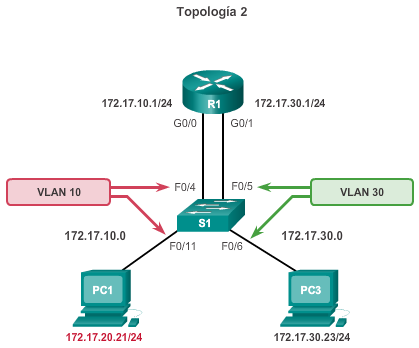 Topología 2
R1
172.17.10.1/24
172.17.30.1/24
G0/0
G0/1
VLAN 10
F0/4
F0/5
VLAN 30
S1
172.17.10.0
172.17.30.0
F0/11
F0/6
PC1
PC3
172.17.20.21/24
172.17.30.23/24